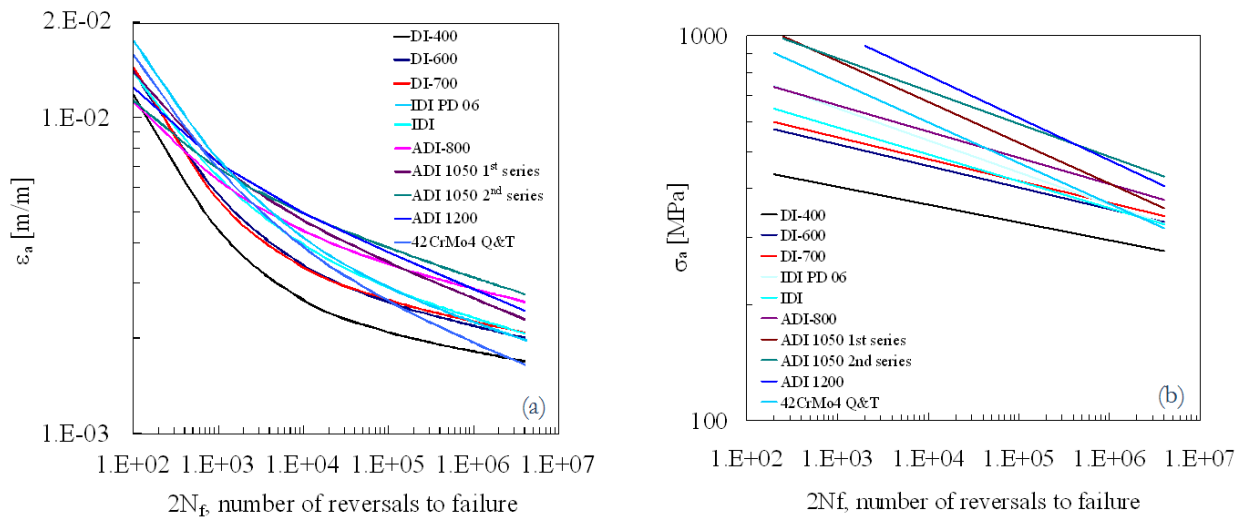 2.E-02
1.E-02
1.E-03
εa [m/m]
DI-400
DI-600
DI-700
IDI PD 06
IDI
ADI-800
ADI 1050 1st series
ADI 1050 2nd series
ADI 1200
42CrMo4 Q&T
(a)
1.E+02 1.E+03 1.E+04 1.E+05 1.E+06 1.E+07
2Nf, number of reversals to failure
1000
100
σa [MPa]
DI-400
DI-600
DI-700
IDI PD 06
IDI
ADI-800
ADI 1050 1st series
ADI 1050 2nd series
ADI 1200
42CrMo4 Q&T
(b)
1.E+02 1.E+03 1.E+04 1.E+05 1.E+06 1.E+07
2Nf, number of reversals to failure